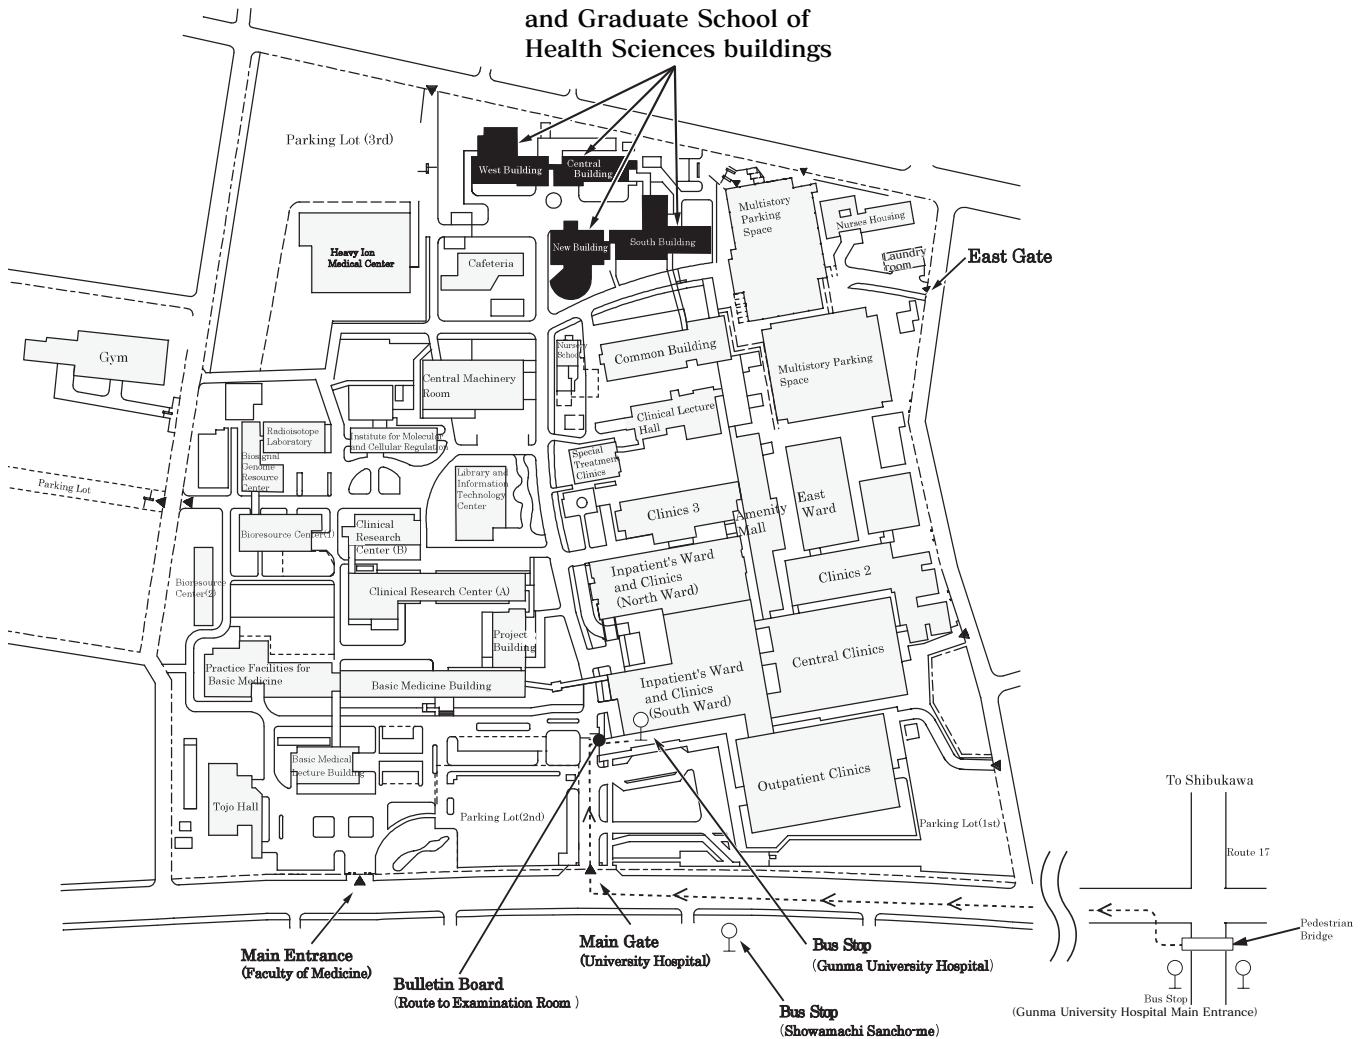 and Graduate School of
Health Sciences buildings
Parking Lot (3rd)
West Building
Central
Building
Multistory
Parking
Space
Nurses Housing
New Building
South Building
Laundry
room
East Gate
Heavy Ion
Medical Center
Cafeteria
Gym
Nursery
School
Common Building
Multistory Parking
Space
Central Machinery
Room
Clinical Lecture
Hall
Radioisotope
Laboratory
Institute for Molecular
and Cellular Regulation
Biosignal
Genome
Resource
Center
Special
Treatment
Clinics
Library and
Information
Technology
Center
Parking Lot
Clinics 3
Amenity
Mall
East
Ward
Bioresource Center(1)
Clinical
Research
Center (B)
Inpatient's Ward
and Clinics
(North Ward)
Clinics 2
Bioresource
Center(2)
Clinical Research Center (A)
Project
Building
Central Clinics
Practice Facilities for
Basic Medicine
Basic Medicine Building
Inpatient's Ward
and Clinics
(South Ward)
Basic Medical
Lecture Building
Outpatient Clinics
Tojo Hall
Parking Lot(2nd)
Parking Lot(1st)
To Shibukawa
Route 17
Pedestrian
Bridge
Main Entrance
(Faculty of Medicine)
Bulletin Board
(Route to Examination Room )
Main Gate
(University Hospital)
Bus Stop
(Gunma University Hospital)
Bus Stop
(Showamachi Sancho-me)
Bus Stop
(Gunma University Hospital Main Entrance)